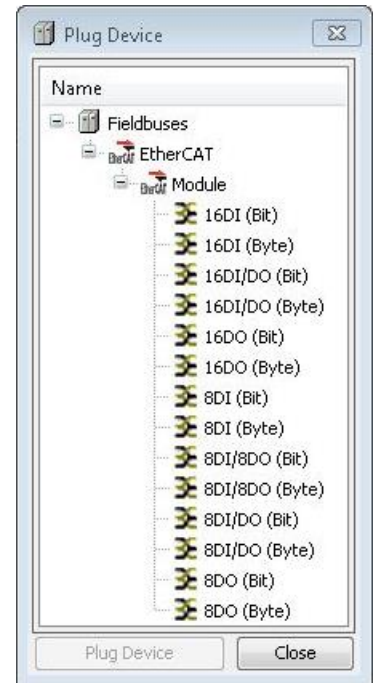 Plug Device
Name
Fieldbuses
EtherCAT
Module
16DI (Bit)
16DI (Byte)
16DI/DO (Bit)
16DI/DO (Byte)
16DO (Bit)
16DO (Byte)
8DI (Bit)
8DI (Byte)
8DI/8DO (Bit)
8DI/8DO (Byte)
8DI/DO (Bit)
8DI/DO (Byte)
8DO (Bit)
8DO (Byte)
Plug Device Close